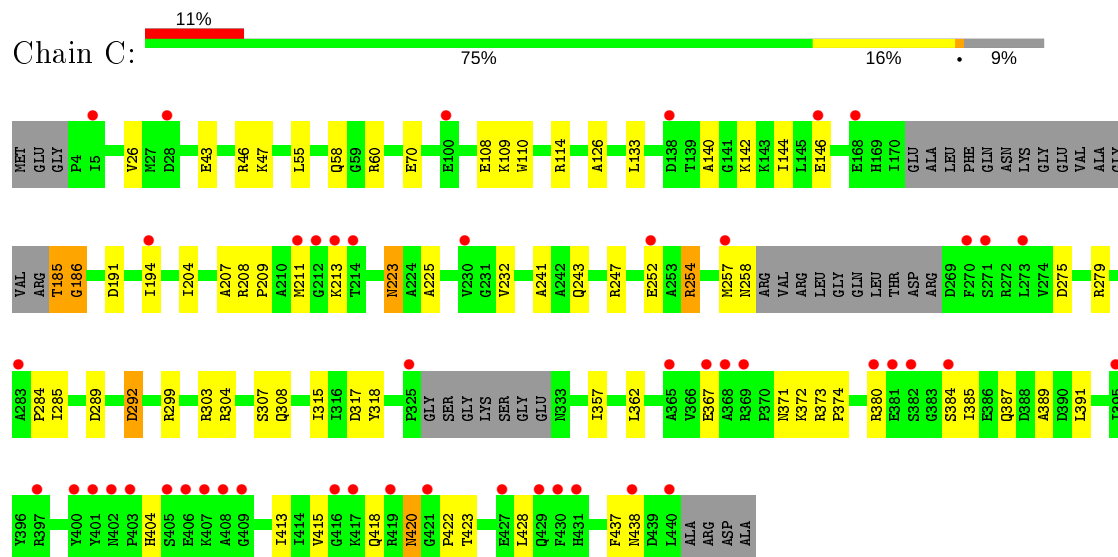 11%
Chain C:
75% 16% • 9%
MET GLU GLY P4 I5 V26 M27 D28 E43 R46 K47 L55 Q58 G59 R60 E70 E100 E108 K109 W110 R114 A126 L133 D138 T139 A140 G141 K142 K143 I144 L145 E146 E168 H169 I170 GLU ALA LEU PHE GLN ASN LYS GLY GLU VAL ALA GLY
VAL ARG T185 G186 D191 I194 I204 A207 R208 P209 A210 M211 G212 K213 T214 N223 A224 A225 V230 G231 V232 A241 A242 Q243 R247 E252 A253 R254 M257 N258 ARG VAL ARG LEU GLY GLN LEU THR ASP ARG D269 F270 S271 R272 L273 V274 D275 R279
A283 P284 I285 D289 D292 R299 R303 R304 S307 Q308 I315 I316 D317 Y318 P325 GLY SER GLY LYS SER GLY GLU N333 I357 L362 A365 V366 E367 A368 R369 P370 N371 K372 R373 P374 R380 E381 S382 G383 S384 I385 E386 Q387 D388 A389 D390 L391 I395
Y396 R397 Y400 Y401 N402 P403 H404 S405 E406 K407 A408 G409 I413 I414 V415 G416 K417 Q418 R419 N420 G421 P422 T423 E427 L428 Q429 F430 H431 F437 N438 D439 L440 ALA ARG ASP ALA